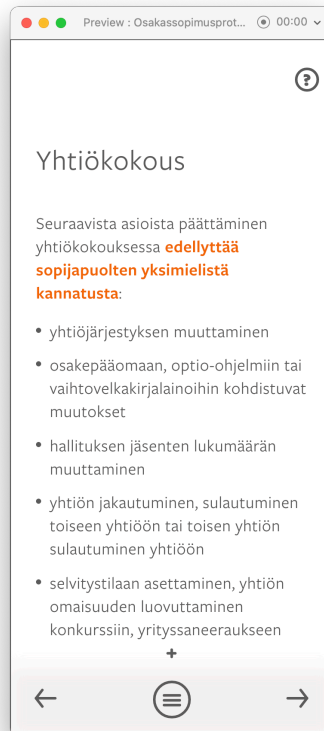 Preview : Osakassopimusprot... 00:00
?
Yhtiökokous
Seuraavista asioista päättäminen
yhtiökokouksessa edellyttää
sopijapuolten yksimielistä
kannatusta:
• yhtiöjärjestyksen muuttaminen
• osakepääomaan, optio-ohjelmiin tai
vaihtovelkakirjalainoihin kohdistuvat
muutokset
• hallituksen jäsenten lukumäärän
muuttaminen
• yhtiön jakautuminen, sulautuminen
toiseen yhtiöön tai toisen yhtiön
sulautuminen yhtiöön
• selvitystilaan asettaminen, yhtiön
omaisuuden luovuttaminen
konkurssiin, yrityssaneeraukseen
+